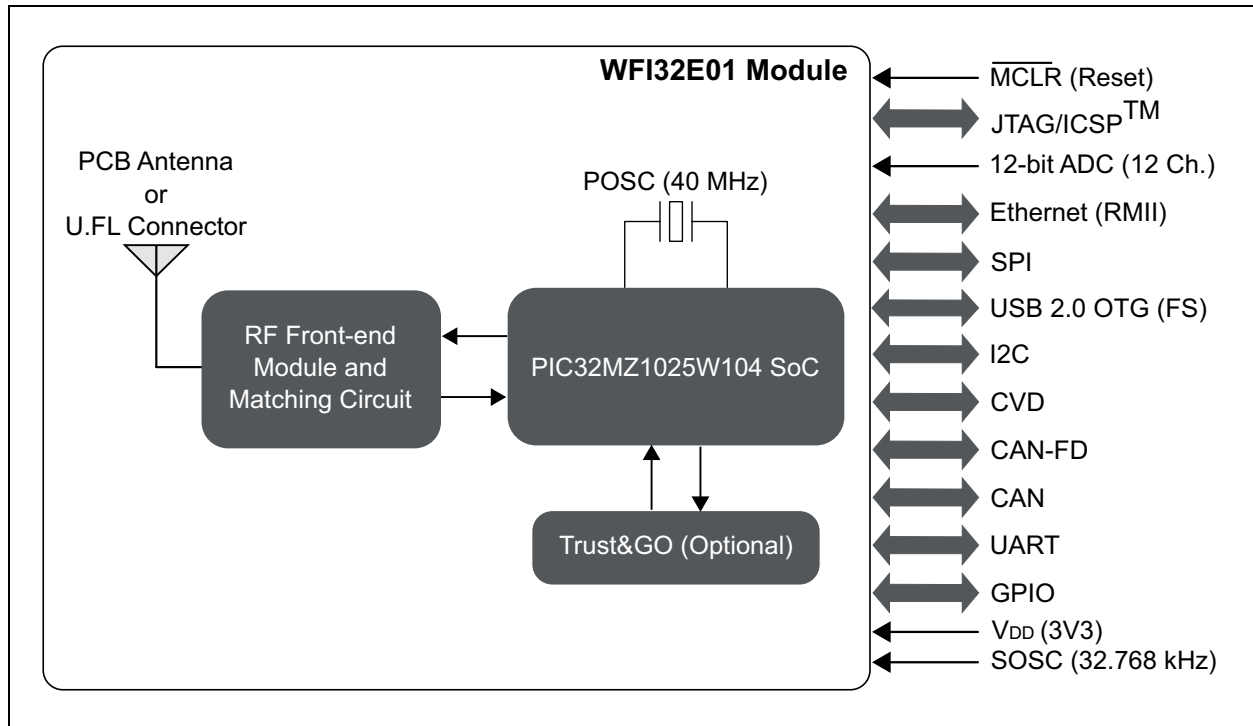 WFI32E01 Module
PCB Antenna
or
U.FL Connector
POSC (40 MHz)
RF Front-end
Module and
Matching Circuit
PIC32MZ1025W104 SoC
Trust&GO (Optional)
MCLR (Reset)
JTAG/ICSP™
12-bit ADC (12 Ch.)
Ethernet (RMII)
SPI
USB 2.0 OTG (FS)
I2C
CVD
CAN-FD
CAN
UART
GPIO
VDD (3V3)
SOSC (32.768 kHz)